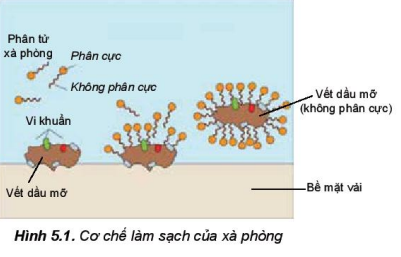 Phân tử
xà phòng
Phân cực
Không phân cực
Vi khuẩn
Vết dầu mỡ
Vết dầu mỡ
(không phân cực)
Bề mặt vải
Hình 5.1. Cơ chế làm sạch của xà phòng